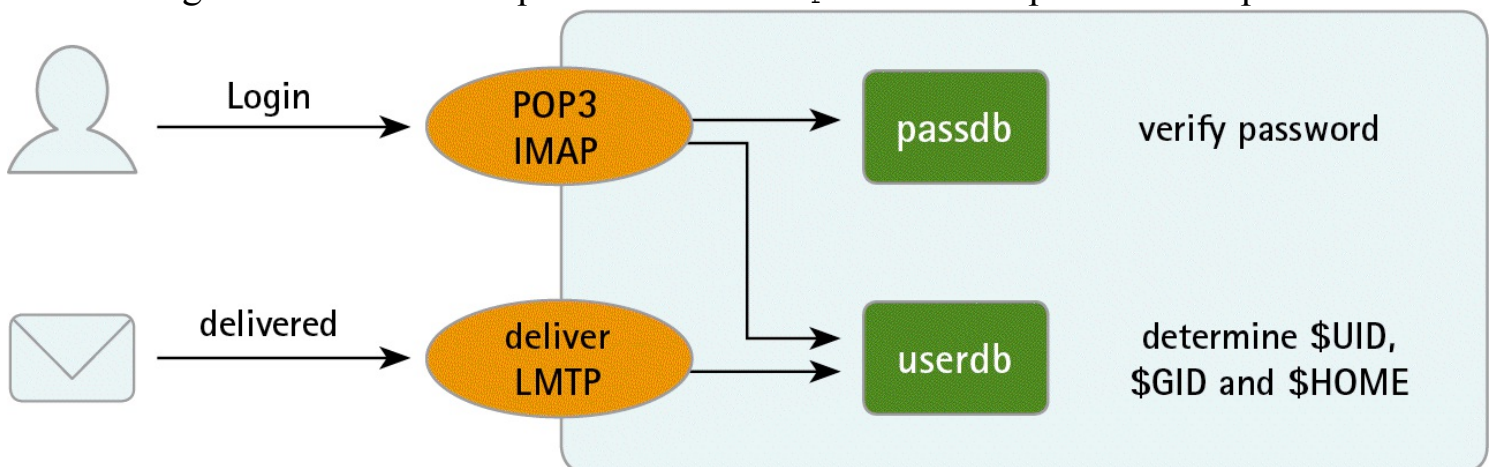 Login
POP3
IMAP
passdb
verify password
delivered
deliver
LMTP
userdb
determine $UID,
$GID and $HOME